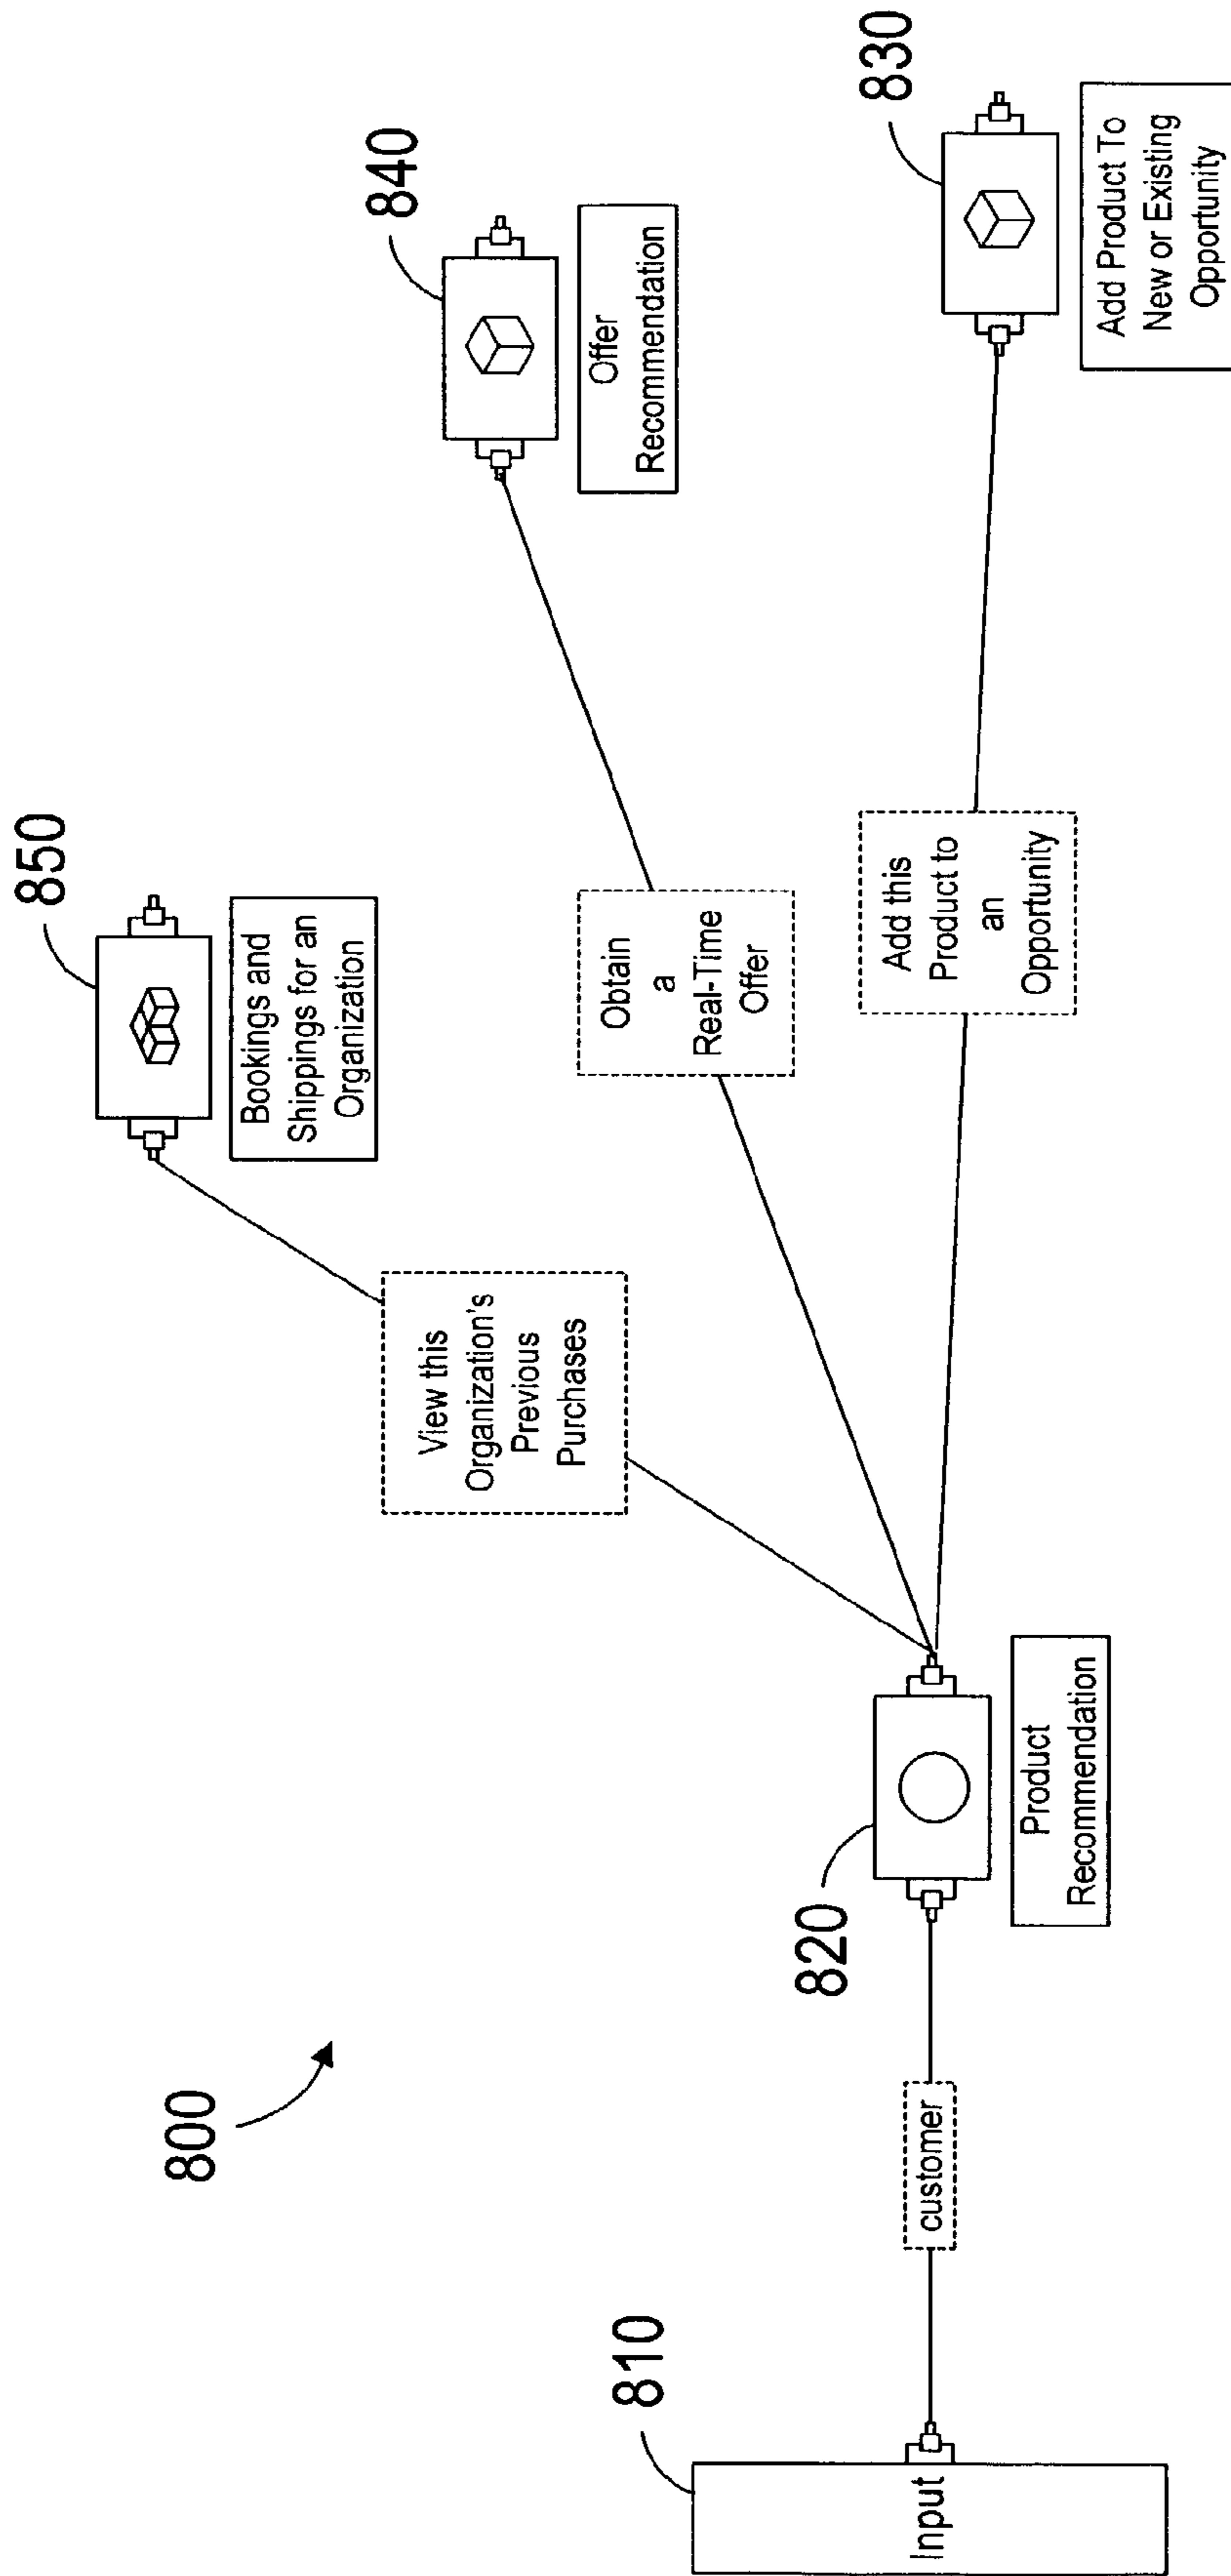 800
810
Input
customer
820
Product
Recommendation
View this
Organization's
Previous
Purchases
850
Bookings and
Shippings for an
Organization
Obtain
a
Real-Time
Offer
840
Offer
Recommendation
Add this
Product to
an
Opportunity
830
Add Product To
New or Existing
Opportunity